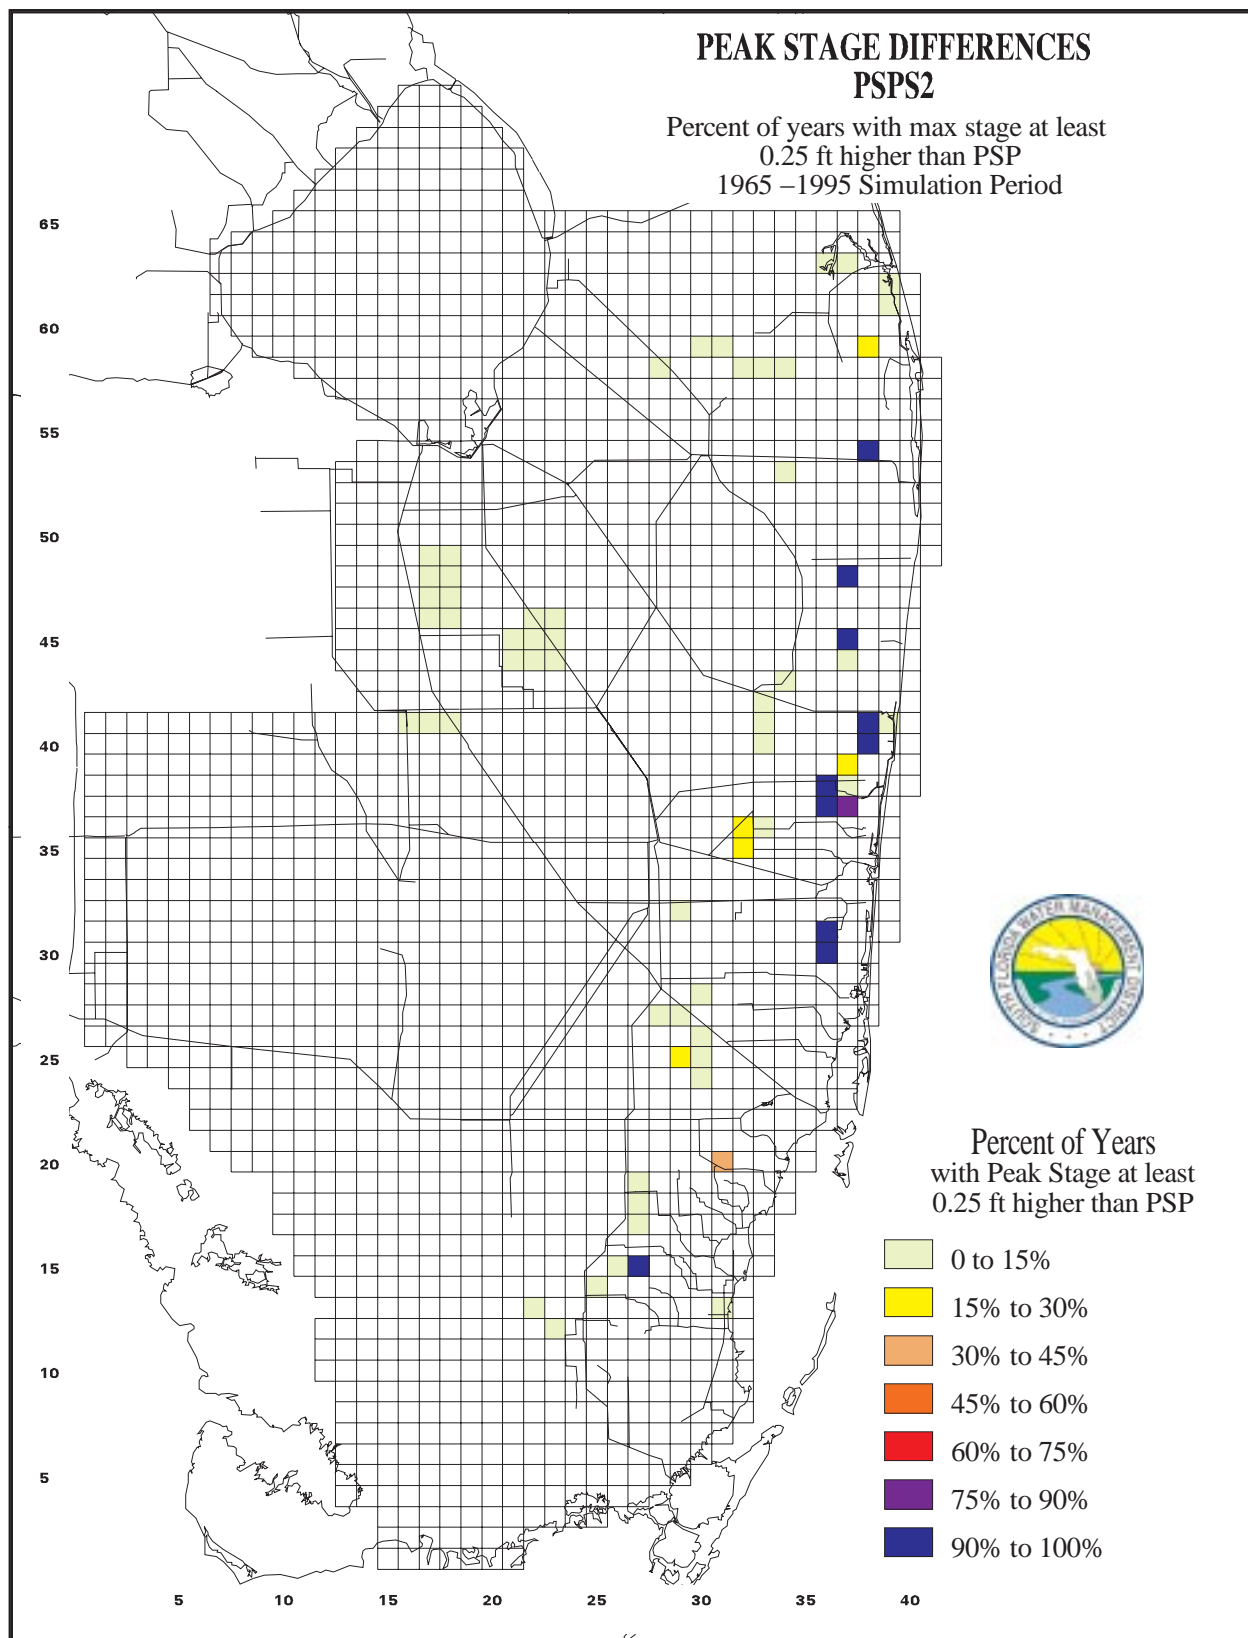 PEAK STAGE DIFFERENCES
PSPS2
Percent of years with max stage at least
0.25 ft higher than PSP
1965 –1995 Simulation Period
65
60
55
50
45
40
35
30
25
20
15
10
5
SOUTH FLORIDA WATER MANAGEMENT DISTRICT
Percent of Years
with Peak Stage at least
0.25 ft higher than PSP
0 to 15%
15% to 30%
30% to 45%
45% to 60%
60% to 75%
75% to 90%
90% to 100%
5 10 15 20 25 30 35 40